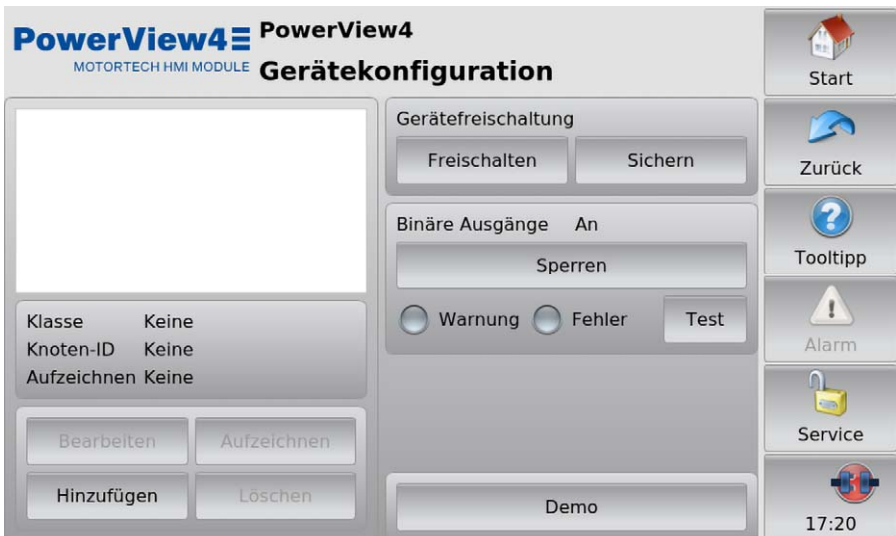 PowerView4
MOTORTECH HMI MODULE
PowerView4
Gerätekonfiguration
Klasse Keine
Knoten-ID Keine
Aufzeichnen Keine
Bearbeiten Aufzeichnen
Hinzufügen Löschen
Gerätefreischaltung
Freischalten Sichern
Binäre Ausgänge An
Sperren
Warnung Fehler Test
Demo
Start
Zurück
Tooltipp
Alarm
Service
17:20